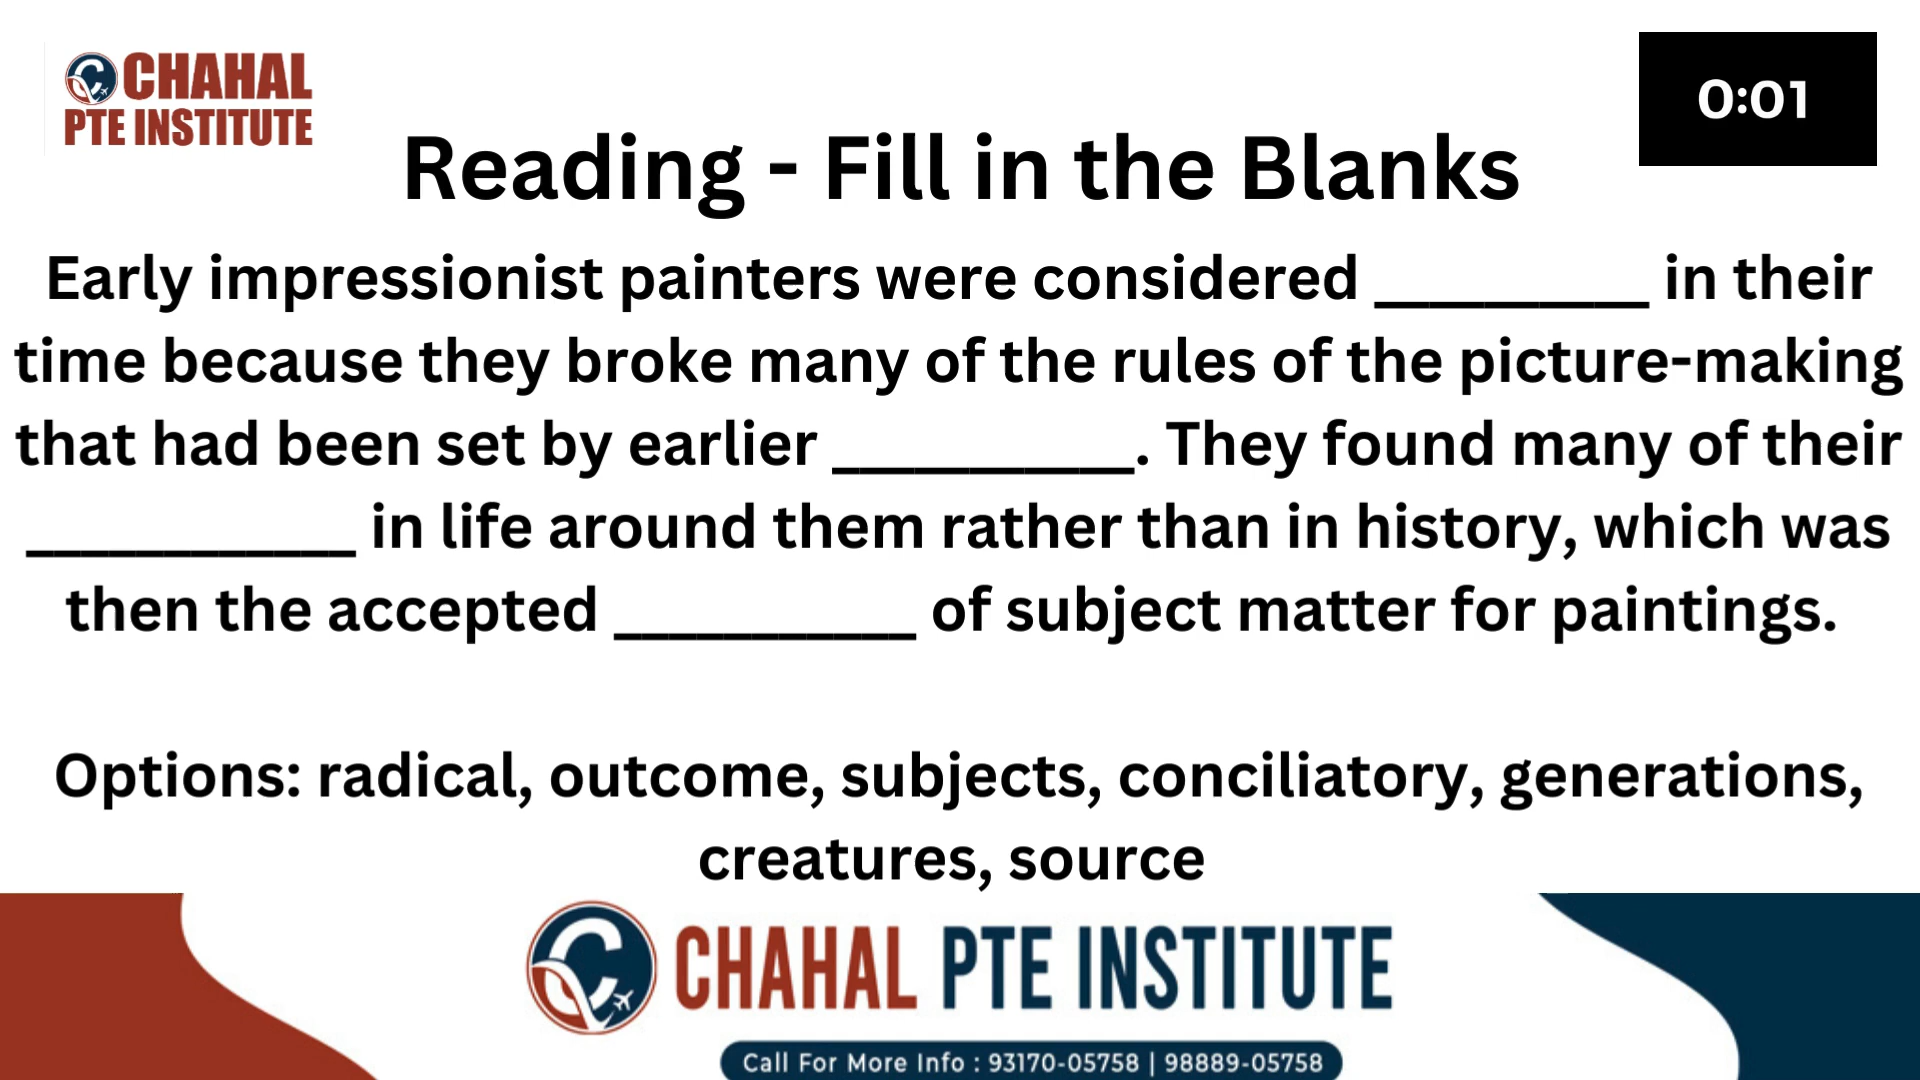 CHAHAL
PTE INSTITUTE
0:01
Reading - Fill in the Blanks
Early impressionist painters were considered __________ in their
time because they broke many of the rules of the picture-making
that had been set by earlier ___________. They found many of their
____________ in life around them rather than in history, which was
then the accepted ___________ of subject matter for paintings.
Options: radical, outcome, subjects, conciliatory, generations,
creatures, source
CHAHAL PTE INSTITUTE
Call For More Info : 93170-05758 | 98889-05758